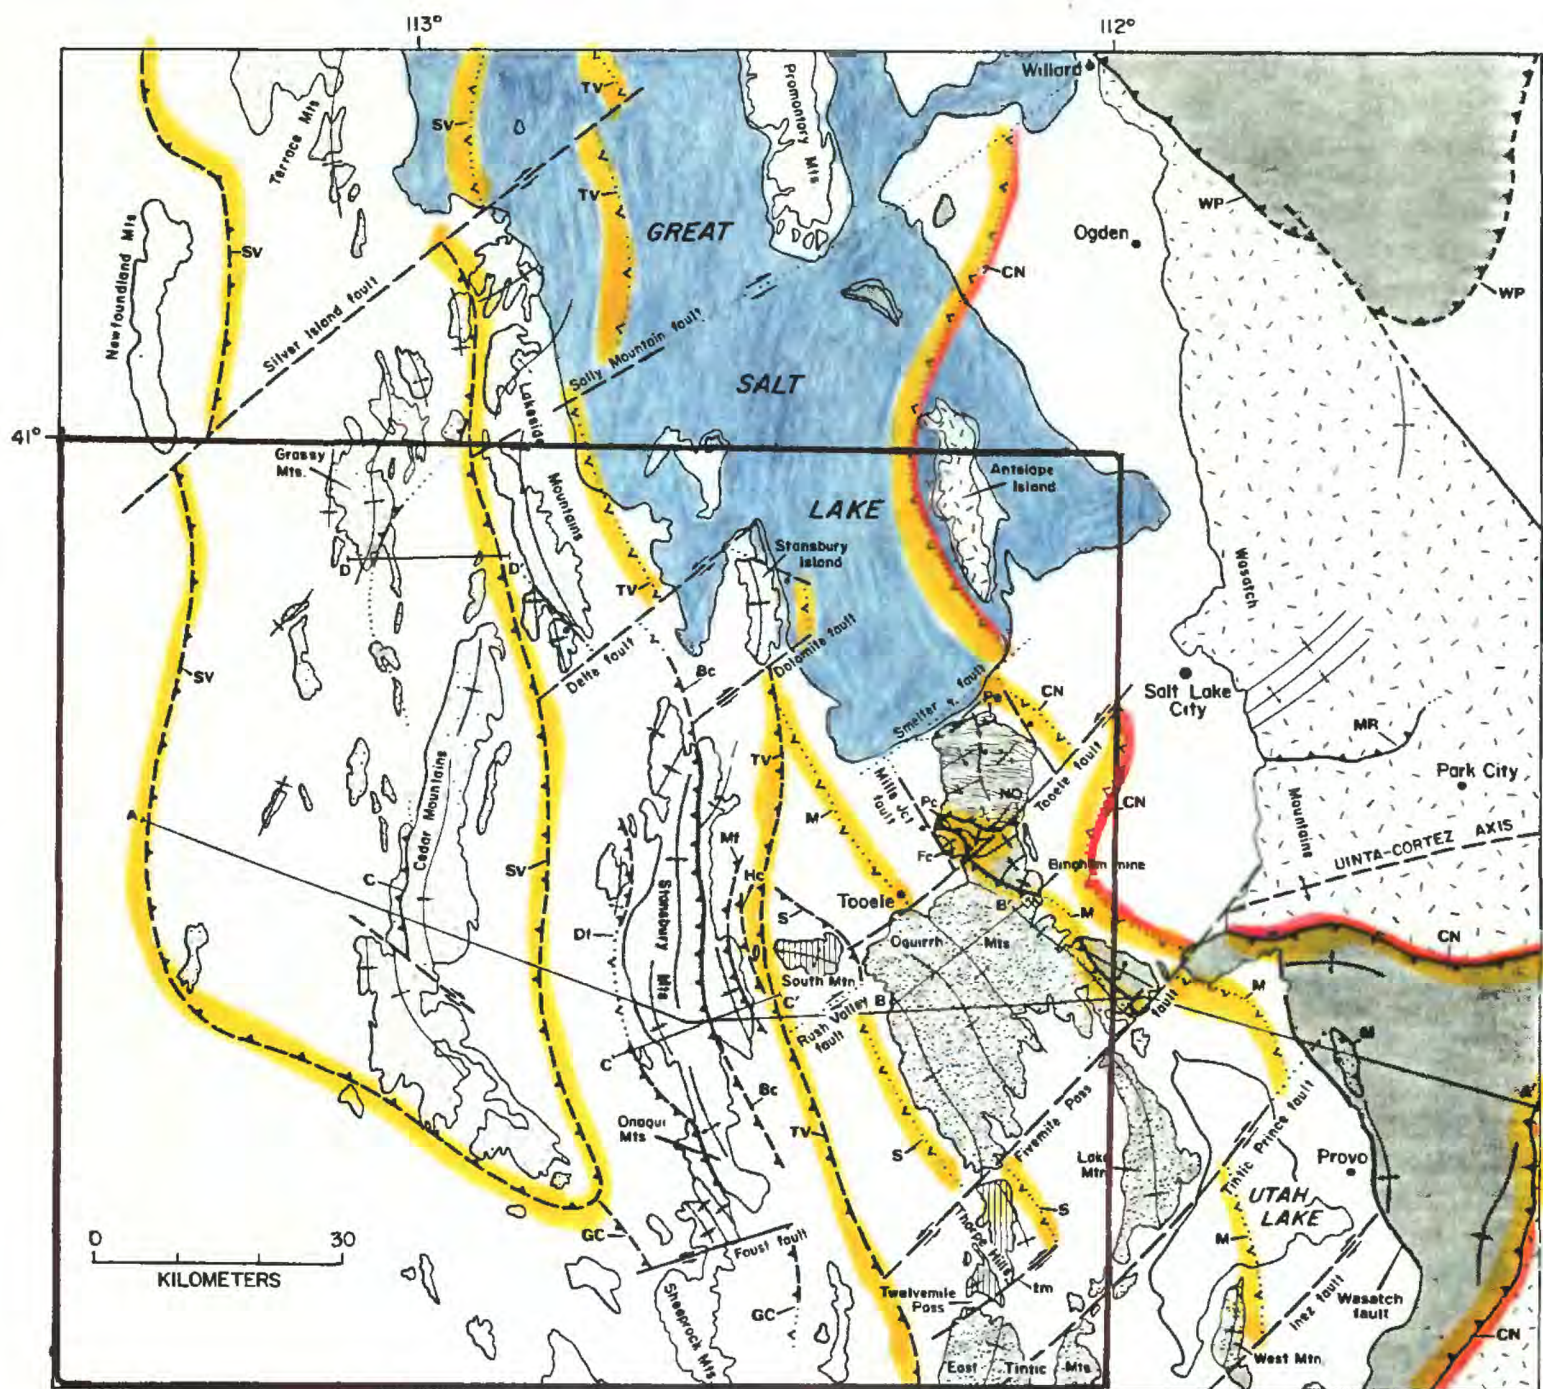 113°
112°
Willard
Terrace Mts
SV
TV
Promontory Mts
WP
TV
Newfoundland Mts
SV
GREAT
Ogden
CN
WP
Silver Island fault
Sally Mountain fault
Lakeside
SALT
41°
Grassy
Mts.
Mountains
Antelope
Island
LAKE
Stansbury
Island
D
D'
TV
Wasatch
Dolomite fault
Delle fault
Bc
SV
Smelter fault
CN
Salt Lake
City
MR
Park City
TV
Mills Jct
fault
NO
Tooele fault
CN
Pc
M
A
Cedar Mountains
Mf
Fc
Bingham mine
Mountains
UINTA-CORTEZ AXIS
SV
Hc
C
Stansbury
Mts
S
Tooele
B'
M
Df
Oquirrh
Mts
CN
South Mtn
C'
Rush Valley
fault
B
M
fault
M
C
Bc
Fivemile Pass
Onaqui
Mts
TV
S
Lake
Mtn
Tintic Prince fault
Provo
UTAH
LAKE
S
GC
Thorpe Hills
M
0
30
KILOMETERS
Faust fault
tm
Twelvemile
Pass
GC
Sheeprock Mts
Inez fault
Wasatch
fault
CN
East
Tintic
Mts
West Mtn